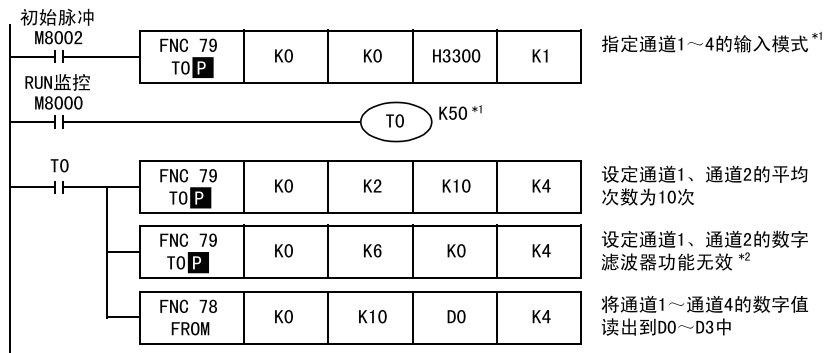 初始脉冲
M8002
FNC 79
TO P
K0
K0
H3300
K1
指定通道1～4的输入模式 *1
RUN监控
M8000
T0
K50 *1
T0
FNC 79
TO P
K0
K2
K10
K4
设定通道1、通道2的平均
次数为10次
FNC 79
TO P
K0
K6
K0
K4
设定通道1、通道2的数字
滤波器功能无效 *2
FNC 78
FROM
K0
K10
D0
K4
将通道1～通道4的数字值
读出到D0～D3中